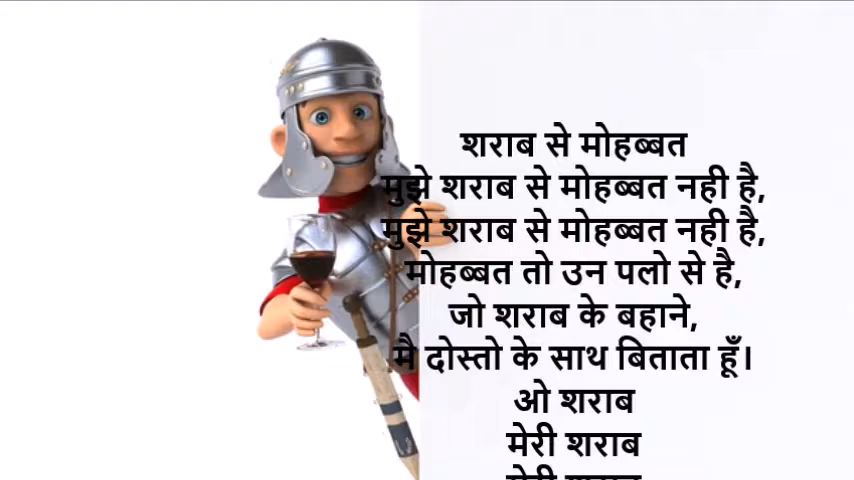 शराब से मोहब्बत
मुझे शराब से मोहब्बत नही है,
मुझे शराब से मोहब्बत नही है,
मोहब्बत तो उन पलो से है,
जो शराब के बहाने,
मै दोस्तो के साथ बिताता हूँ।
ओ शराब
मेरी शराब